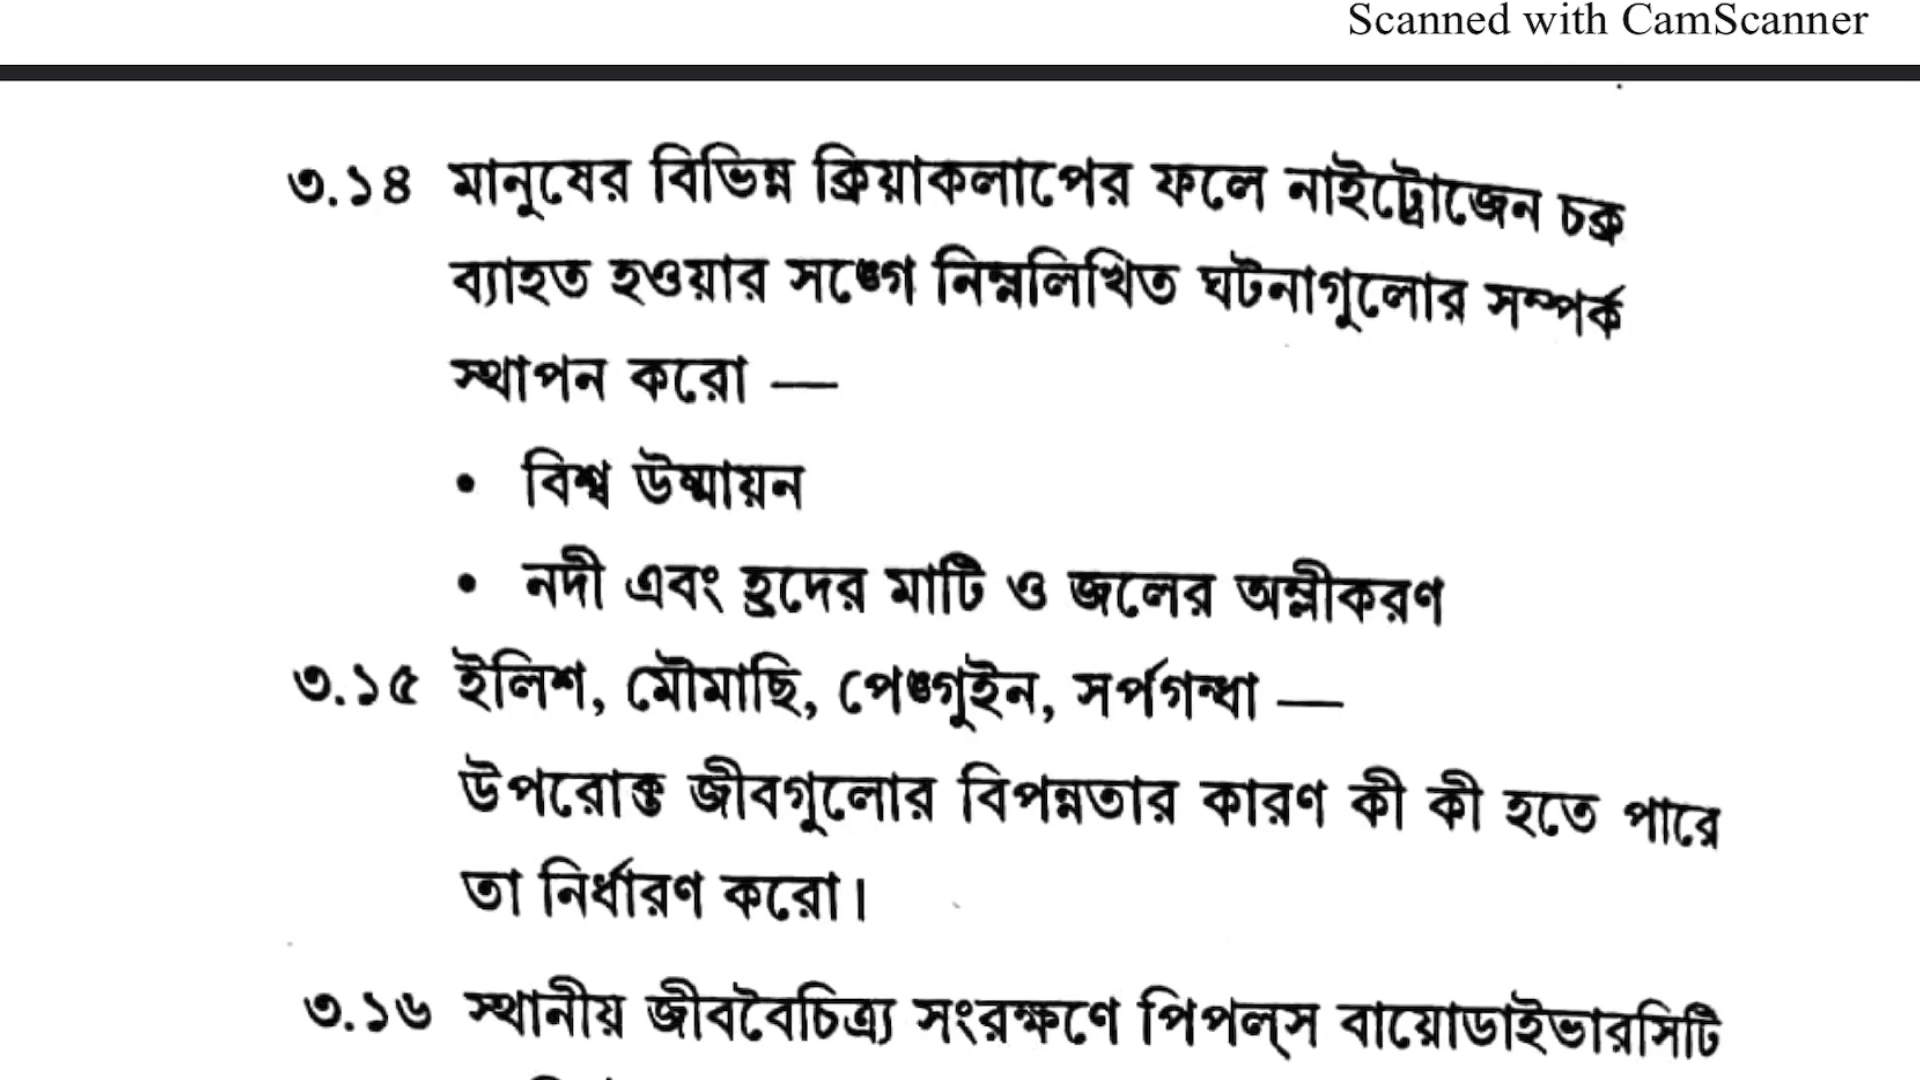 Scanned with CamScanner
৩.১৪ মানুষের বিভিন্ন ক্রিয়াকলাপের ফলে নাইট্রোজেন চক্র
ব্যাহত হওয়ার সঙ্গে নিম্নলিখিত ঘটনাগুলোর সম্পর্ক
স্থাপন করো —
• বিশ্ব উষ্মায়ন
• নদী এবং হ্রদের মাটি ও জলের অম্লীকরণ
৩.১৫ ইলিশ, মৌমাছি, পেঙ্গুইন, সর্পগন্ধা —
উপরোক্ত জীবগুলোর বিপন্নতার কারণ কী কী হতে পারে
তা নির্ধারণ করো।
৩.১৬ স্থানীয় জীববৈচিত্র্য সংরক্ষণে পিপল্‌স বায়োডাইভারসিটি